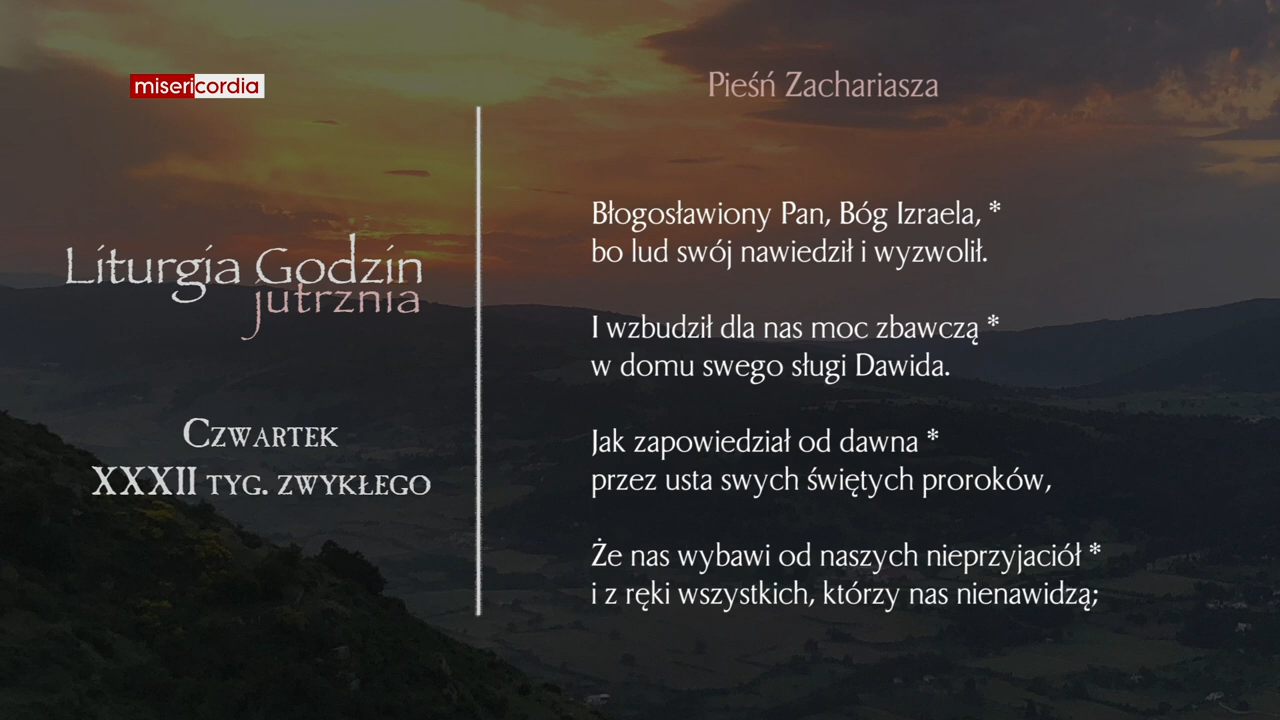 misericordia
Liturgia Godzin
jutrznia
Czwartek
XXXII tyg. zwykłego
Pieśń Zachariasza
Błogosławiony Pan, Bóg Izraela, *
bo lud swój nawiedził i wyzwolił.
I wzbudził dla nas moc zbawczą *
w domu swego sługi Dawida.
Jak zapowiedział od dawna *
przez usta swych świętych proroków,
Że nas wybawi od naszych nieprzyjaciół *
i z ręki wszystkich, którzy nas nienawidzą;